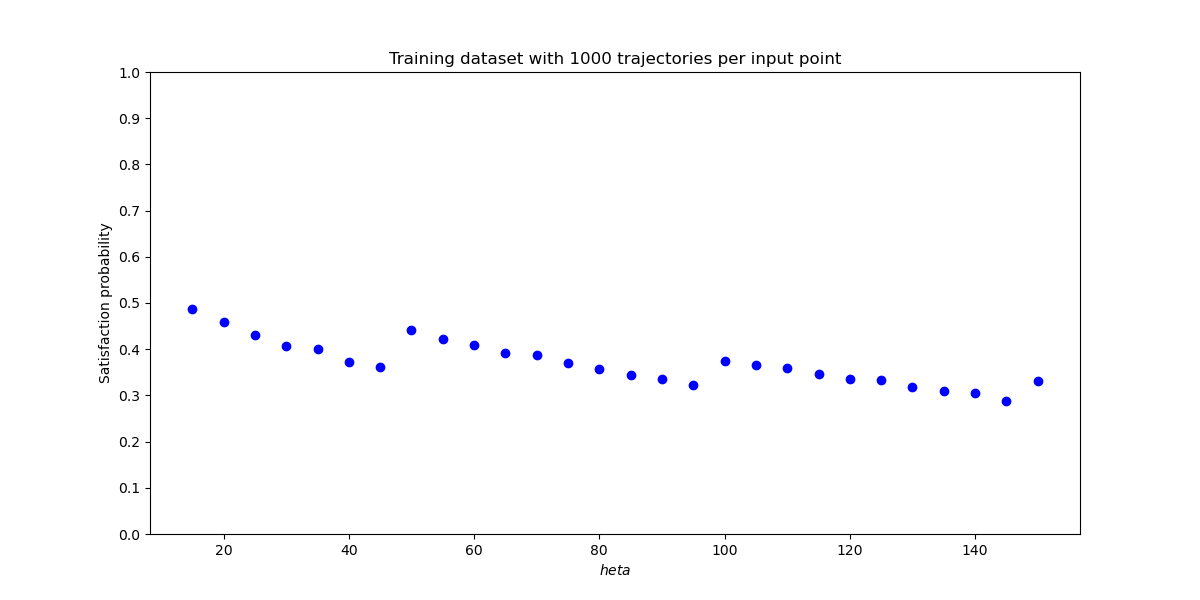 Training dataset with 1000 trajectories per input point
1.0
0.9
0.8
0.7
0.6
0.5
0.4
0.3
0.2
0.1
0.0
Satisfaction probability
20 40 60 80 100 120 140
heta